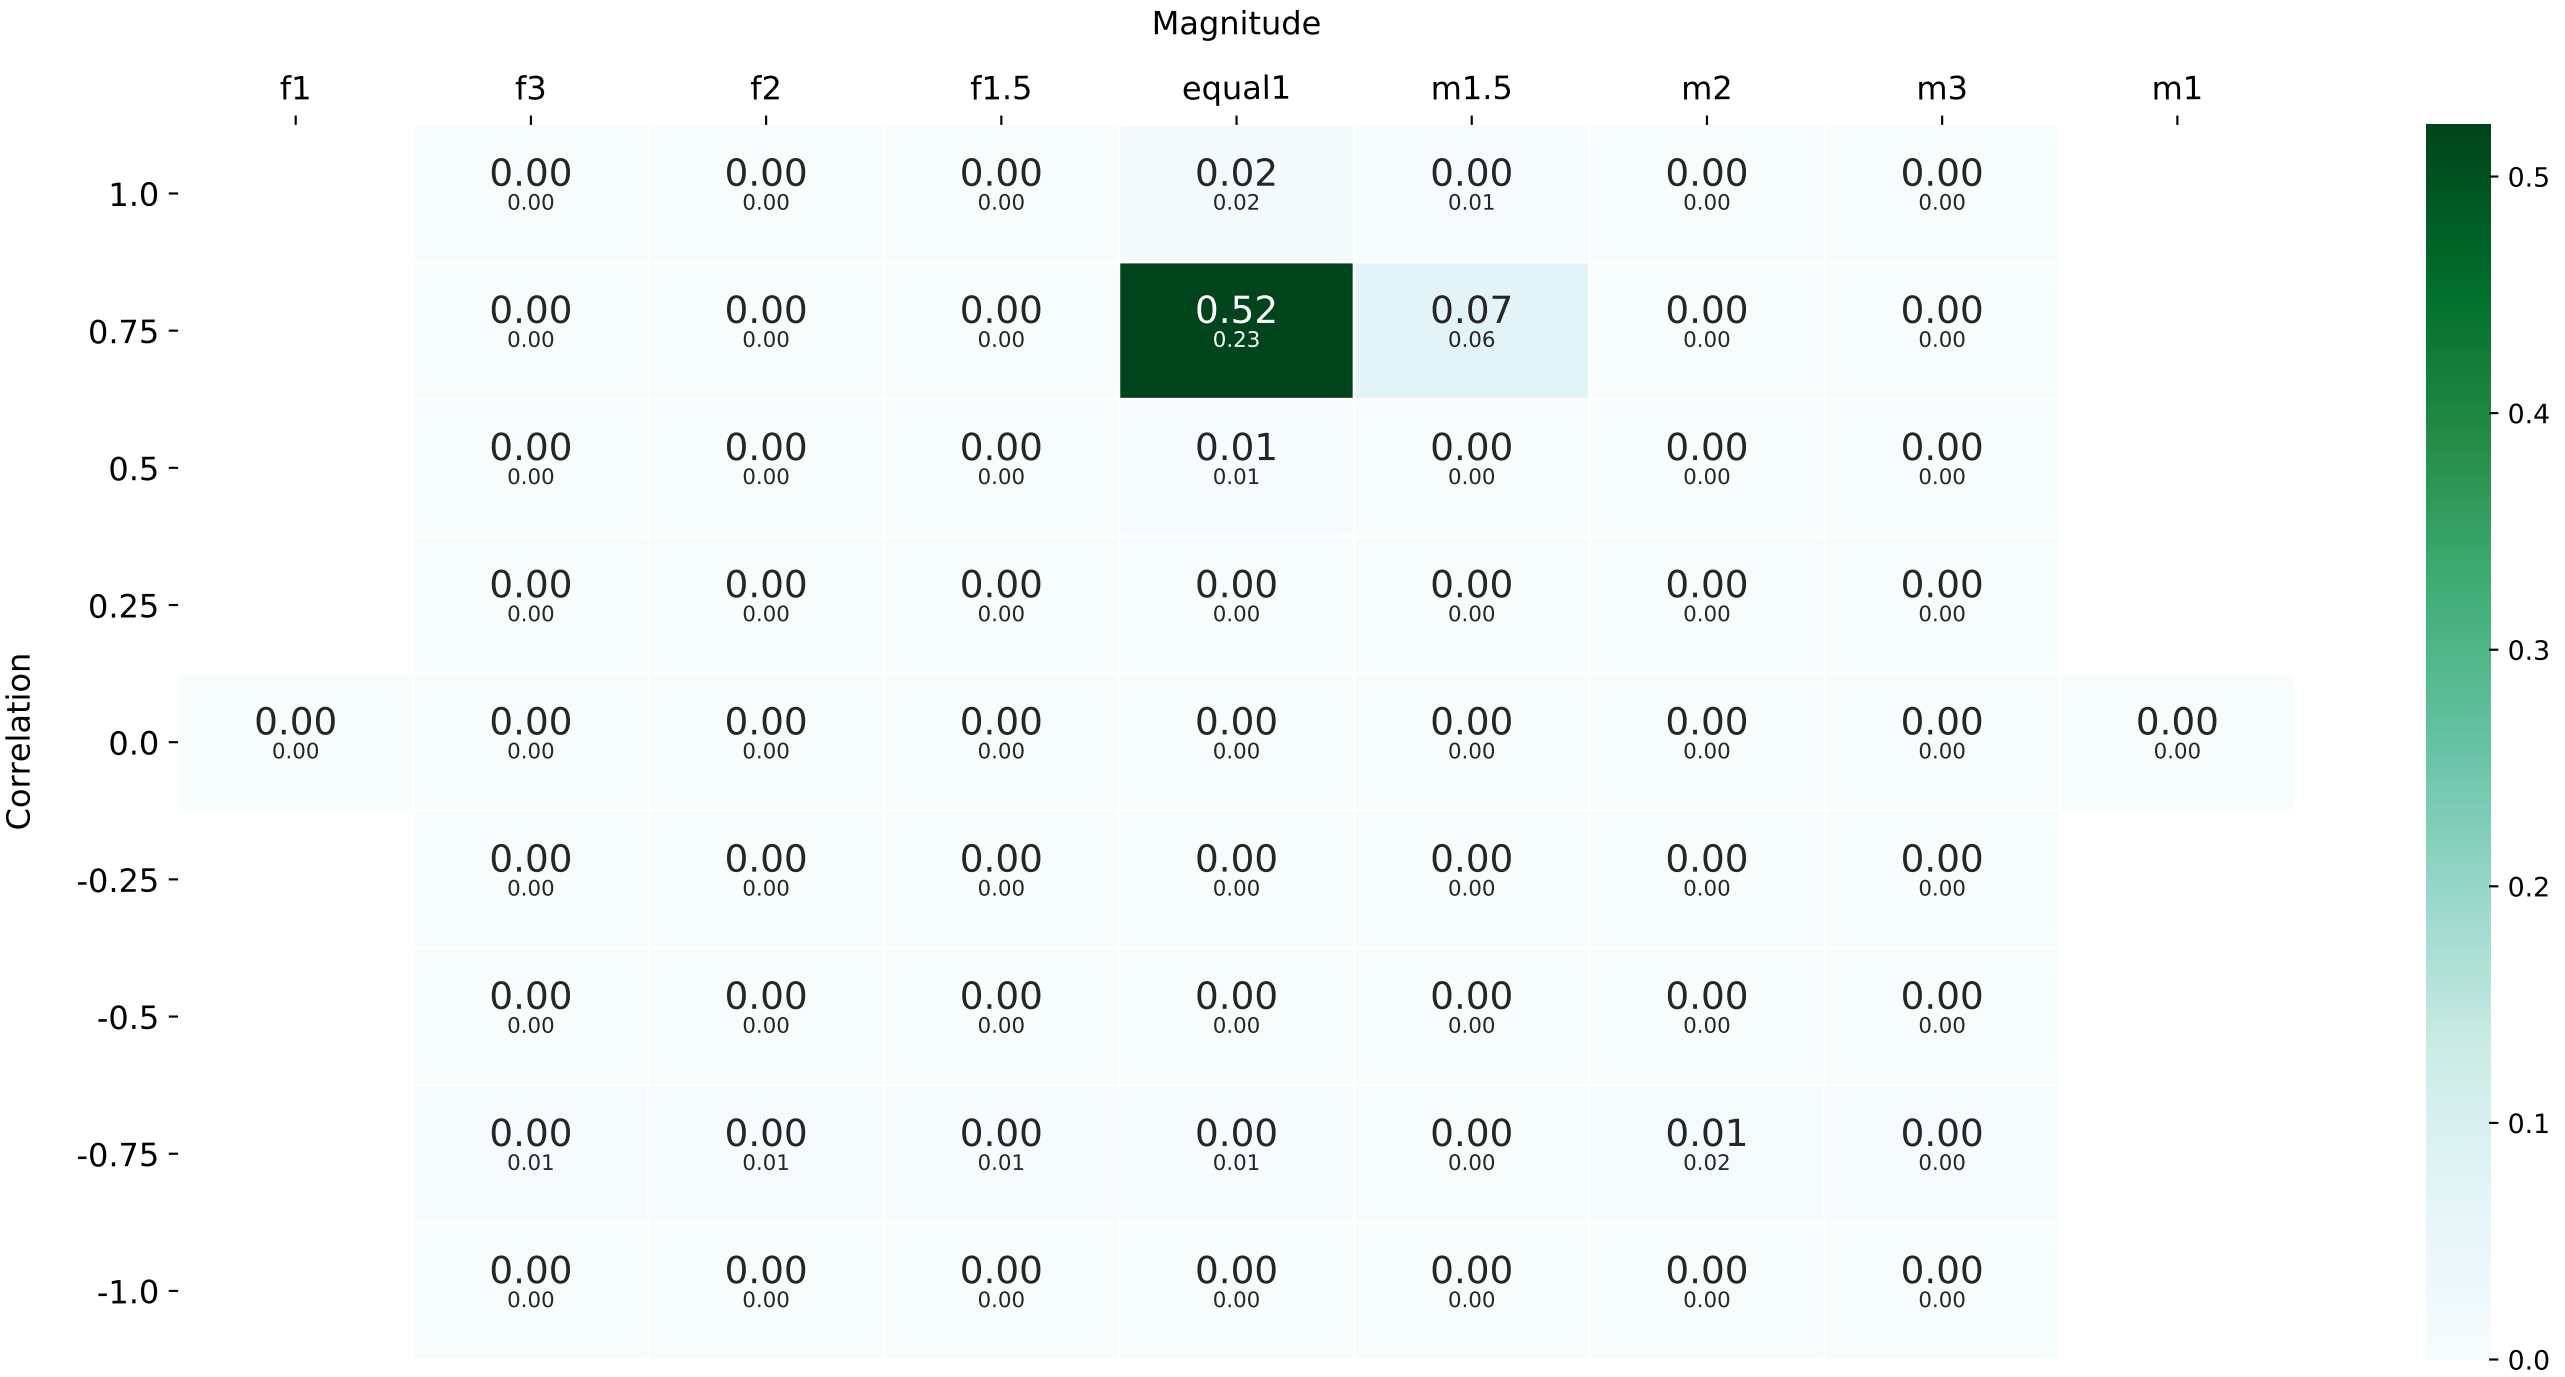 Magnitude
f1 f3 f2 f1.5 equal1 m1.5 m2 m3 m1
1.0 0.00 0.00 0.00 0.02 0.00 0.00 0.00
0.00 0.00 0.00 0.02 0.01 0.00 0.00
0.75 0.00 0.00 0.00 0.52 0.07 0.00 0.00
0.00 0.00 0.00 0.23 0.06 0.00 0.00
0.5 0.00 0.00 0.00 0.01 0.00 0.00 0.00
0.00 0.00 0.00 0.01 0.00 0.00 0.00
0.25 0.00 0.00 0.00 0.00 0.00 0.00 0.00
0.00 0.00 0.00 0.00 0.00 0.00 0.00
0.0 0.00 0.00 0.00 0.00 0.00 0.00 0.00 0.00 0.00
0.00 0.00 0.00 0.00 0.00 0.00 0.00 0.00 0.00
-0.25 0.00 0.00 0.00 0.00 0.00 0.00 0.00
0.00 0.00 0.00 0.00 0.00 0.00 0.00
-0.5 0.00 0.00 0.00 0.00 0.00 0.00 0.00
0.00 0.00 0.00 0.00 0.00 0.00 0.00
-0.75 0.00 0.00 0.00 0.00 0.00 0.01 0.00
0.01 0.01 0.01 0.01 0.00 0.02 0.00
-1.0 0.00 0.00 0.00 0.00 0.00 0.00 0.00
0.00 0.00 0.00 0.00 0.00 0.00 0.00
Correlation
0.5
0.4
0.3
0.2
0.1
0.0